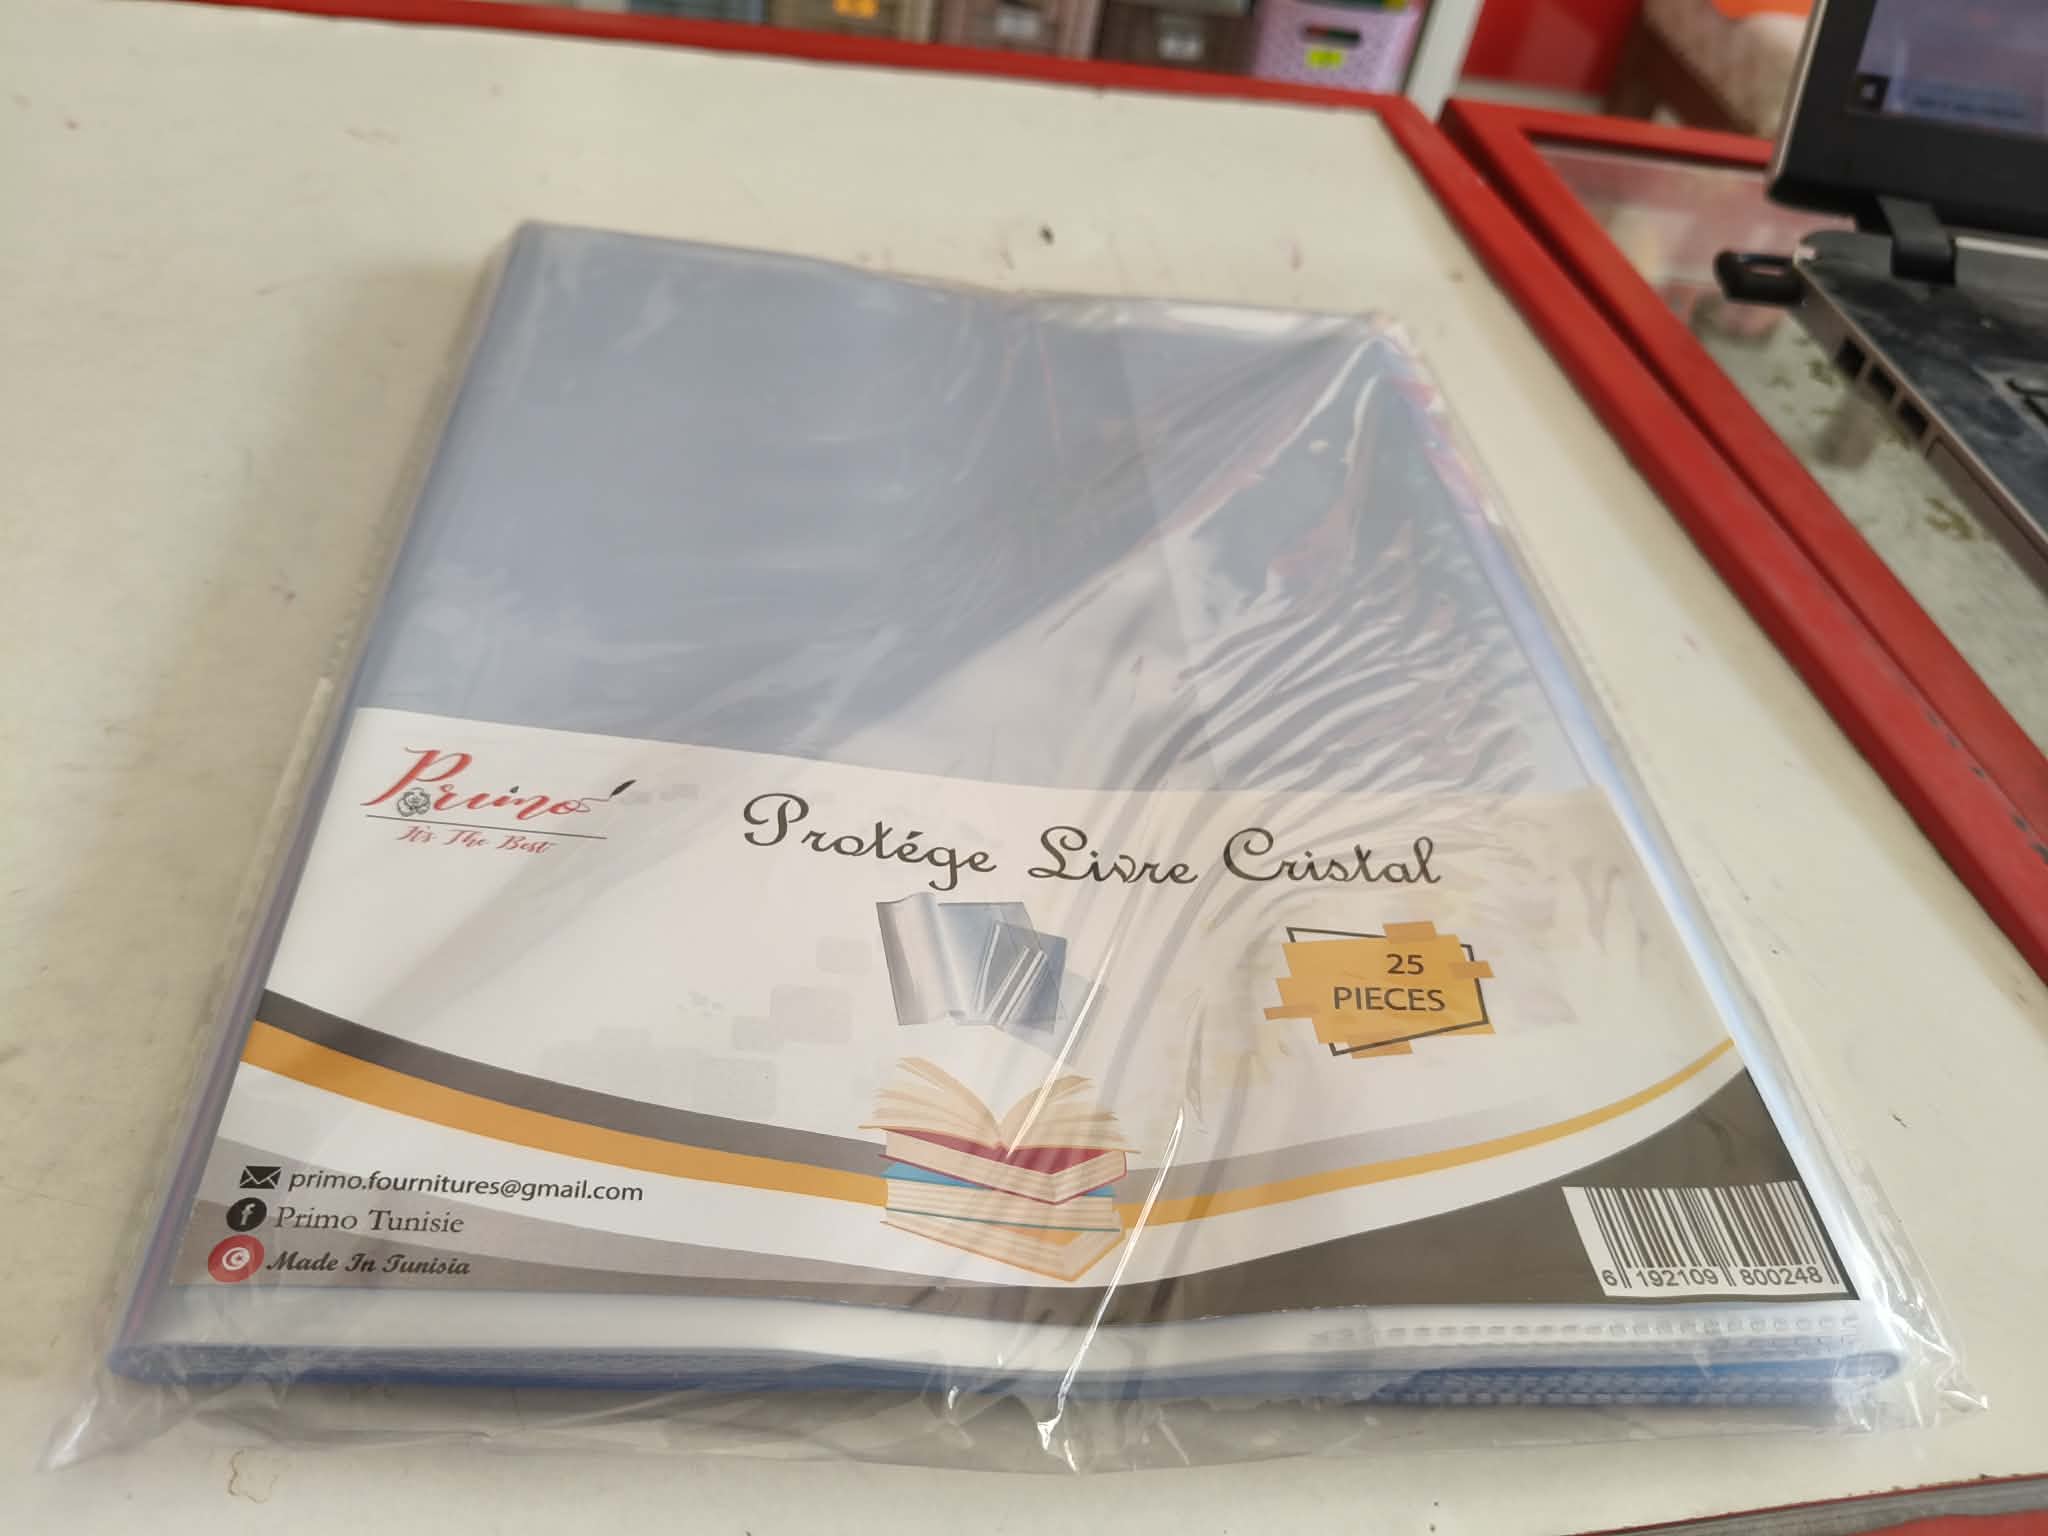 Primo
It's The Best
Protége Livre Cristal
25
PIECES
primo.fournitures@gmail.com
Primo Tunisie
Made In Tunisia
6 192109 800248